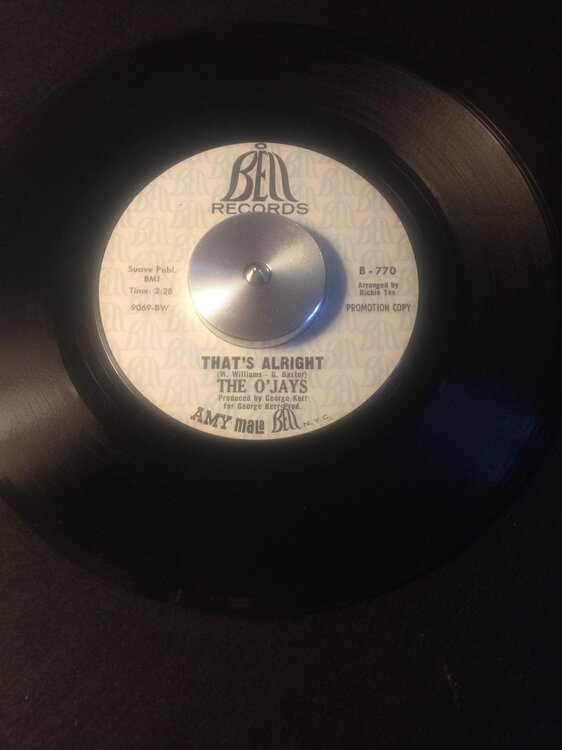 BELL
RECORDS
Suave Publ.
BMI
Time: 2:28
9069-BW
B - 770
Arranged by
Richie Tee
PROMOTION COPY
THAT'S ALRIGHT
(W. Williams - G. Baxter)
THE O'JAYS
Produced by George Kerr
for George Kerr Prod.
AMY mala BELL N.Y.C.